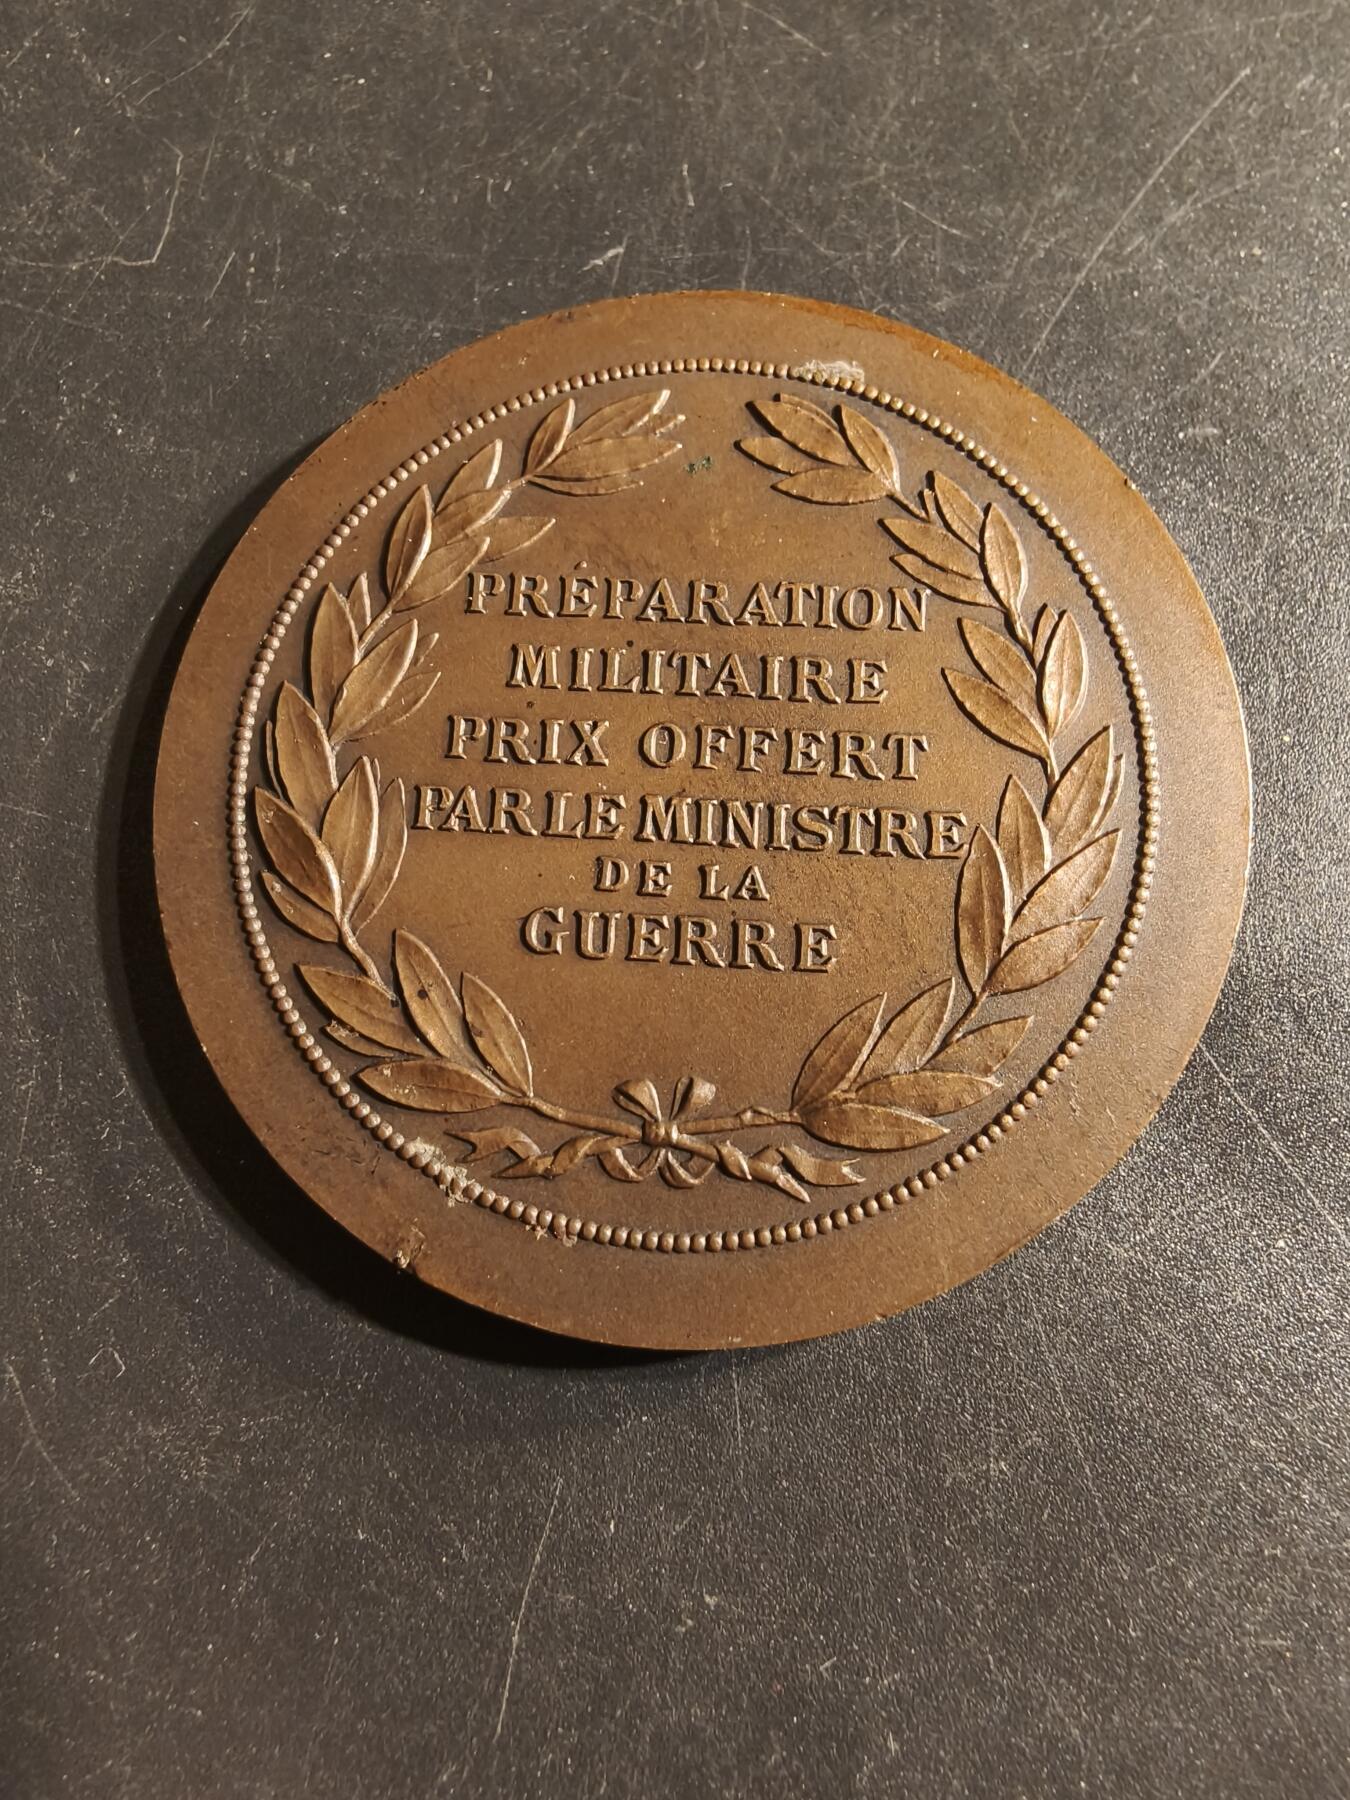 PRÉPARATION
MILITAIRE
PRIX OFFERT
PAR LE MINISTRE
DE LA
GUERRE